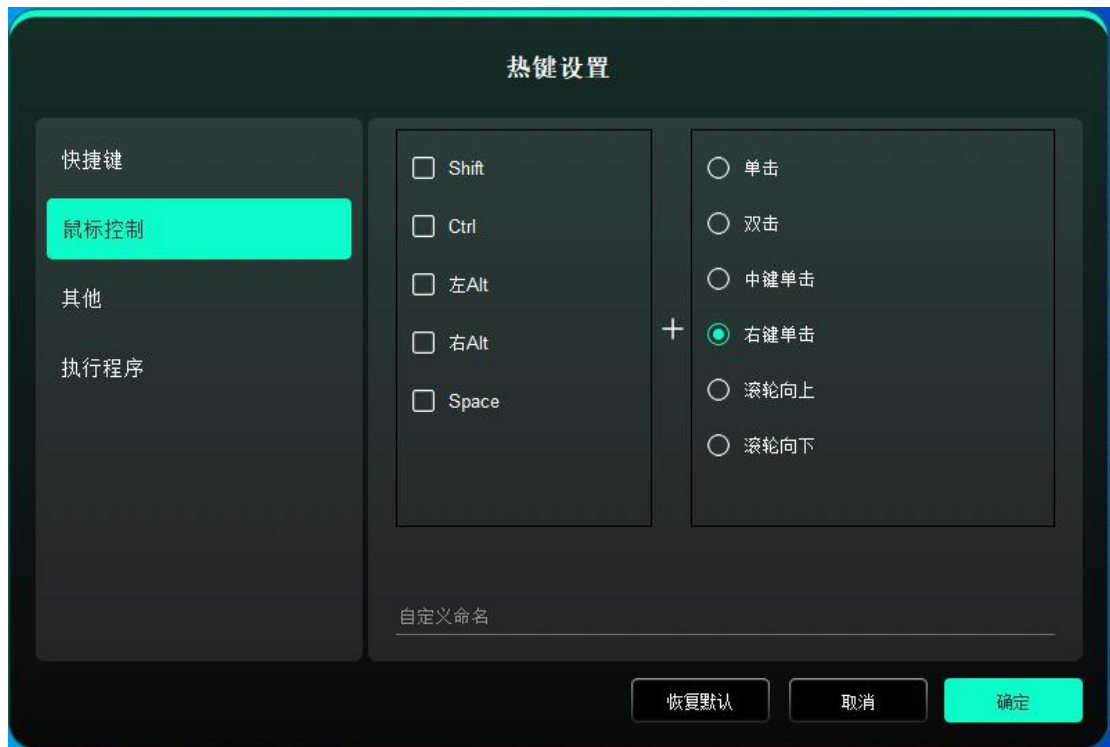 热键设置
快捷键
鼠标控制
其他
执行程序
Shift
Ctrl
左Alt
右Alt
Space
+
单击
双击
中键单击
右键单击
滚轮向上
滚轮向下
自定义命名
恢复默认
取消
确定